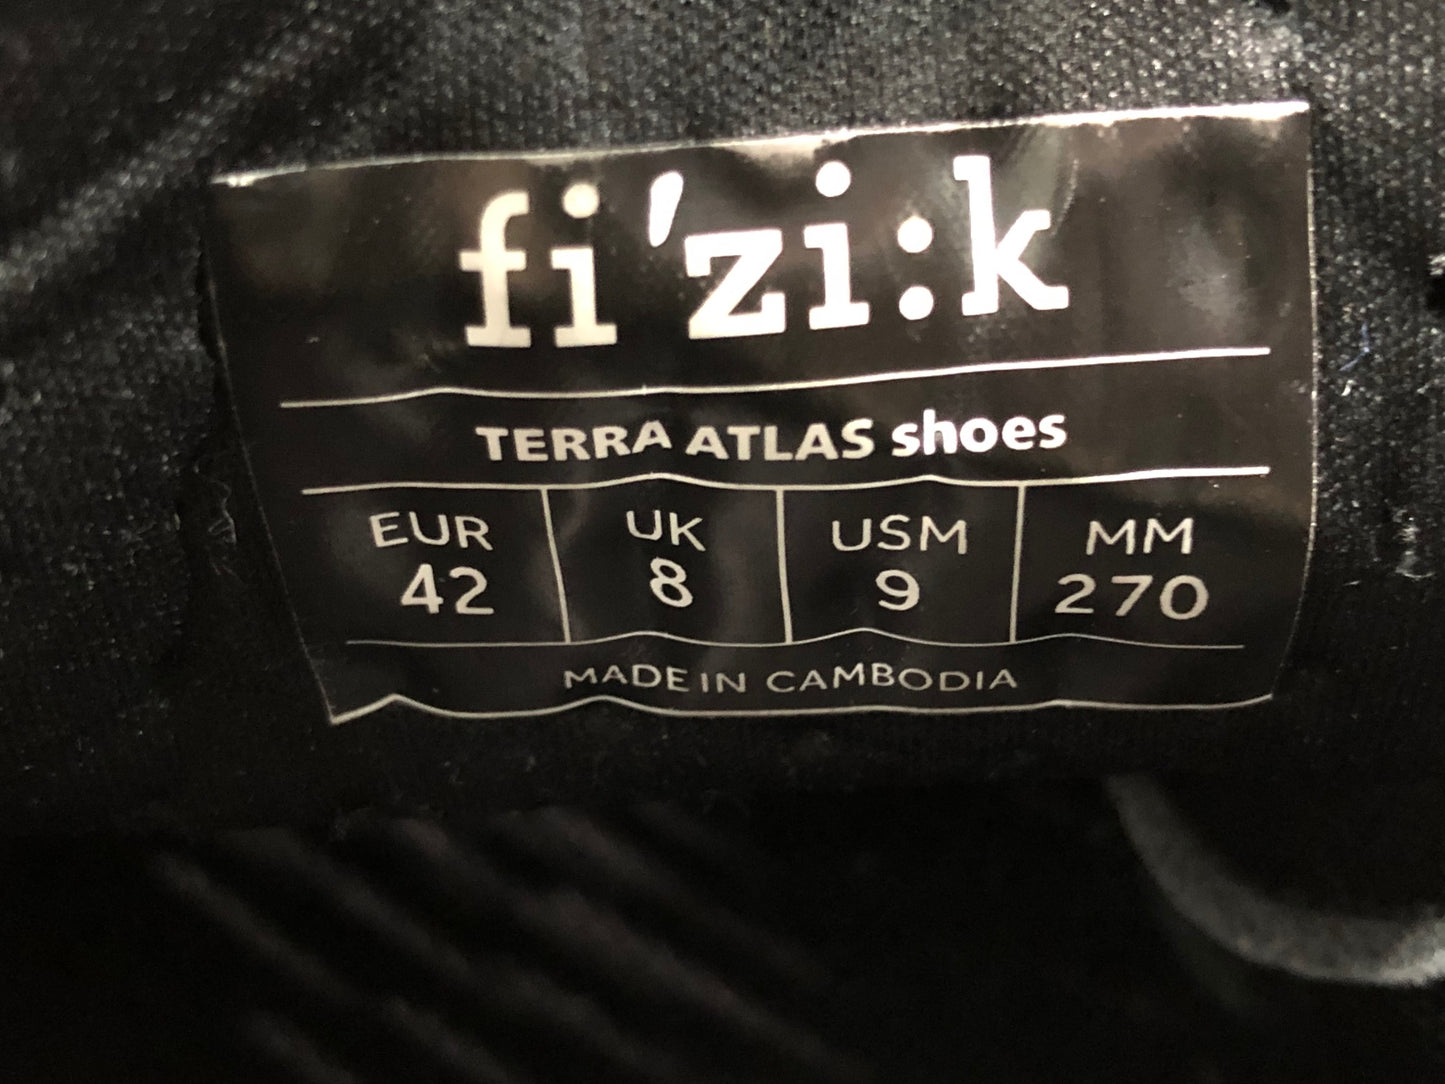 fi'zi:k
TERRA ATLAS shoes
EUR UK USM MM
42 8 9 270
MADE IN CAMBODIA